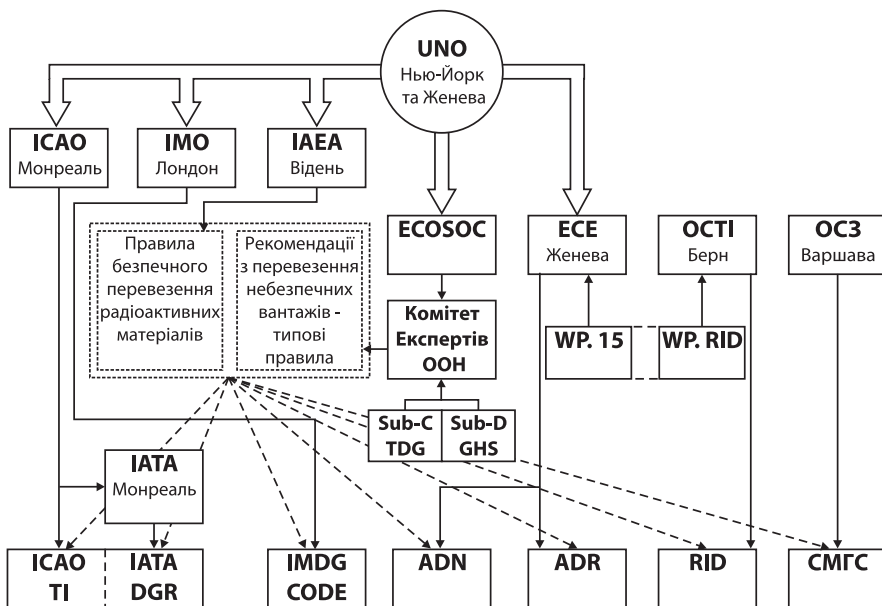 UNO
Нью-Йорк
та Женева
ICAO
Монреаль
IMO
Лондон
IAEA
Відень
ECOSOC
ECE
Женева
ОСТІ
Берн
ОСЗ
Варшава
Правила
безпечного
перевезення
радіоактивних
матеріалів
Рекомендації
з перевезення
небезпечних
вантажів -
типові
правила
Комітет
Експертів
ООН
WP. 15
WP. RID
Sub-C
TDG
Sub-D
GHS
IATA
Монреаль
ICAO
TI
IATA
DGR
IMDG
CODE
ADN
ADR
RID
СМГС